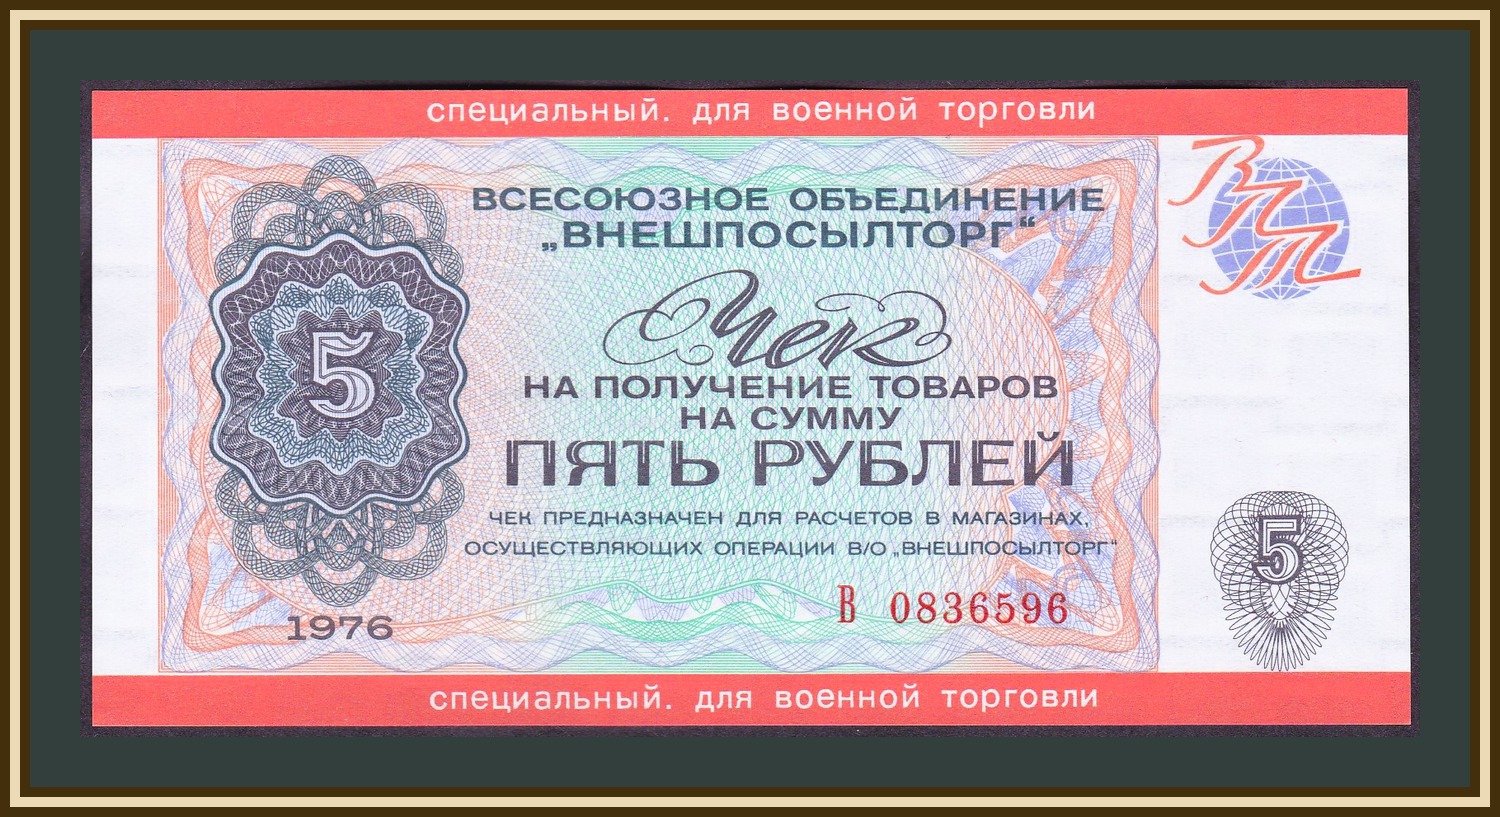 специальный. для военной торговли
ВПТ
ВСЕСОЮЗНОЕ ОБЪЕДИНЕНИЕ
„ВНЕШПОСЫЛТОРГ“
Чек
НА ПОЛУЧЕНИЕ ТОВАРОВ
НА СУММУ
ПЯТЬ РУБЛЕЙ
5
ЧЕК ПРЕДНАЗНАЧЕН ДЛЯ РАСЧЕТОВ В МАГАЗИНАХ,
ОСУЩЕСТВЛЯЮЩИХ ОПЕРАЦИИ В/О „ВНЕШПОСЫЛТОРГ“
5
В 0836596
1976
специальный. для военной торговли